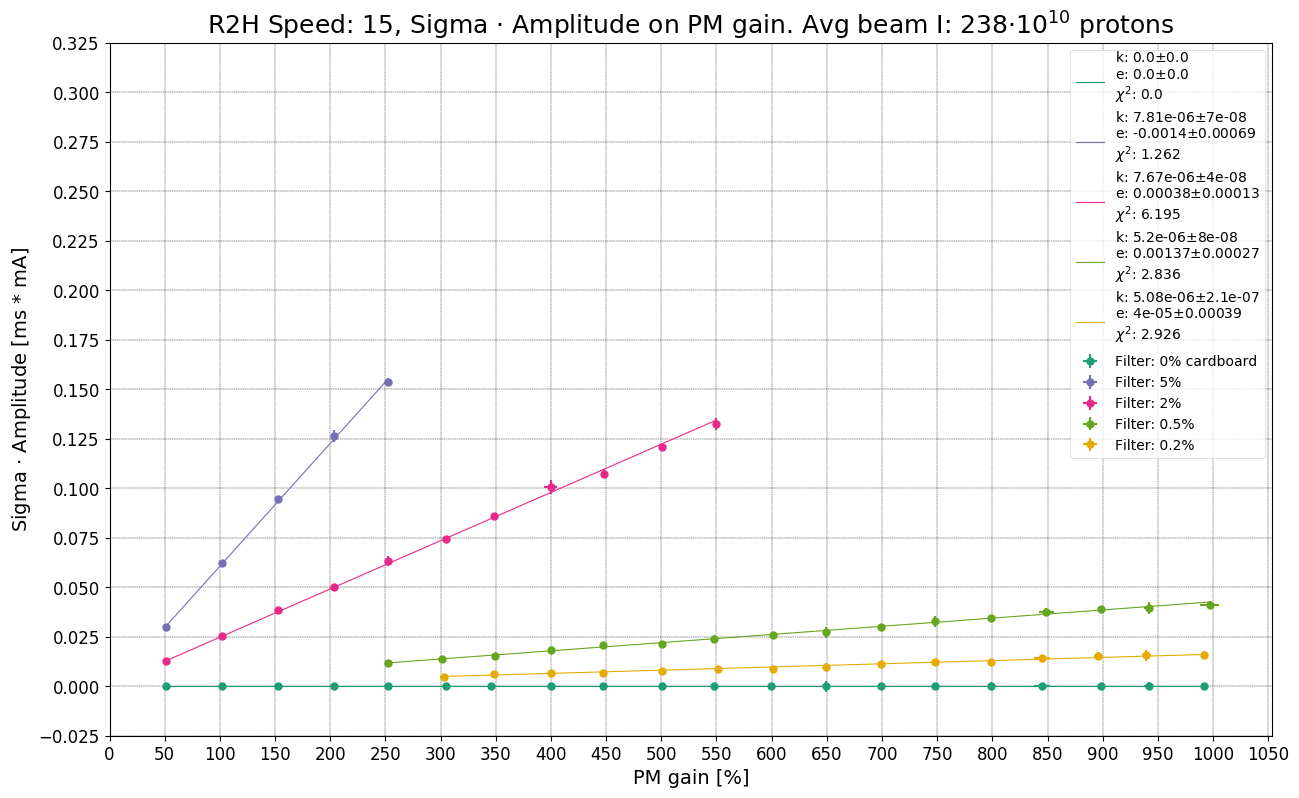 R2H Speed: 15, Sigma · Amplitude on PM gain. Avg beam I: 238·10¹⁰ protons
Sigma · Amplitude [ms * mA]
0.325
0.300
0.275
0.250
0.225
0.200
0.175
0.150
0.125
0.100
0.075
0.050
0.025
0.000
−0.025
0 50 100 150 200 250 300 350 400 450 500 550 600 650 700 750 800 850 900 950 1000 1050
PM gain [%]
k: 0.0±0.0
e: 0.0±0.0
χ²: 0.0
k: 7.81e-06±7e-08
e: -0.0014±0.00069
χ²: 1.262
k: 7.67e-06±4e-08
e: 0.00038±0.00013
χ²: 6.195
k: 5.2e-06±8e-08
e: 0.00137±0.00027
χ²: 2.836
k: 5.08e-06±2.1e-07
e: 4e-05±0.00039
χ²: 2.926
Filter: 0% cardboard
Filter: 5%
Filter: 2%
Filter: 0.5%
Filter: 0.2%